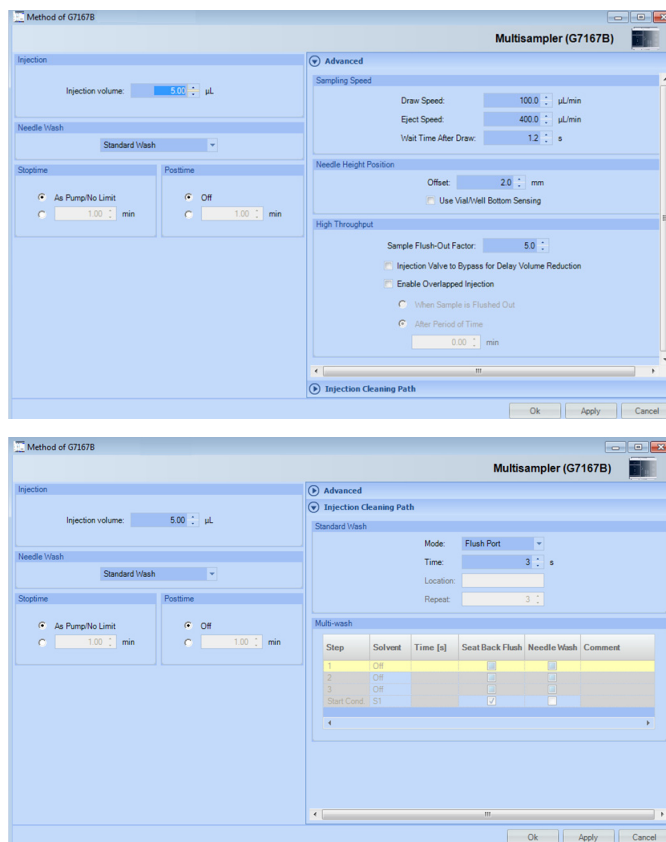 Method of G7167B
Multisampler (G7167B)
Injection
Injection volume: 5.00 µL
Needle Wash
Standard Wash
Stoptime
As Pump/No Limit
1.00 min
Posttime
Off
1.00 min
Advanced
Sampling Speed
Draw Speed: 100.0 µL/min
Eject Speed: 400.0 µL/min
Wait Time After Draw: 1.2 s
Needle Height Position
Offset: 2.0 mm
Use Vial/Well Bottom Sensing
High Throughput
Sample Flush-Out Factor: 5.0
Injection Valve to Bypass for Delay Volume Reduction
Enable Overlapped Injection
When Sample is Flushed Out
After Period of Time
0.00 min
Injection Cleaning Path
Ok Apply Cancel
Method of G7167B
Multisampler (G7167B)
Injection
Injection volume: 5.00 µL
Needle Wash
Standard Wash
Stoptime
As Pump/No Limit
1.00 min
Posttime
Off
1.00 min
Advanced
Injection Cleaning Path
Standard Wash
Mode: Flush Port
Time: 3 s
Location:
Repeat: 3
Multi-wash
Step Solvent Time [s] Seat Back Flush Needle Wash Comment
1 Off
2 Off
3 Off
Start Cond. S1
Ok Apply Cancel